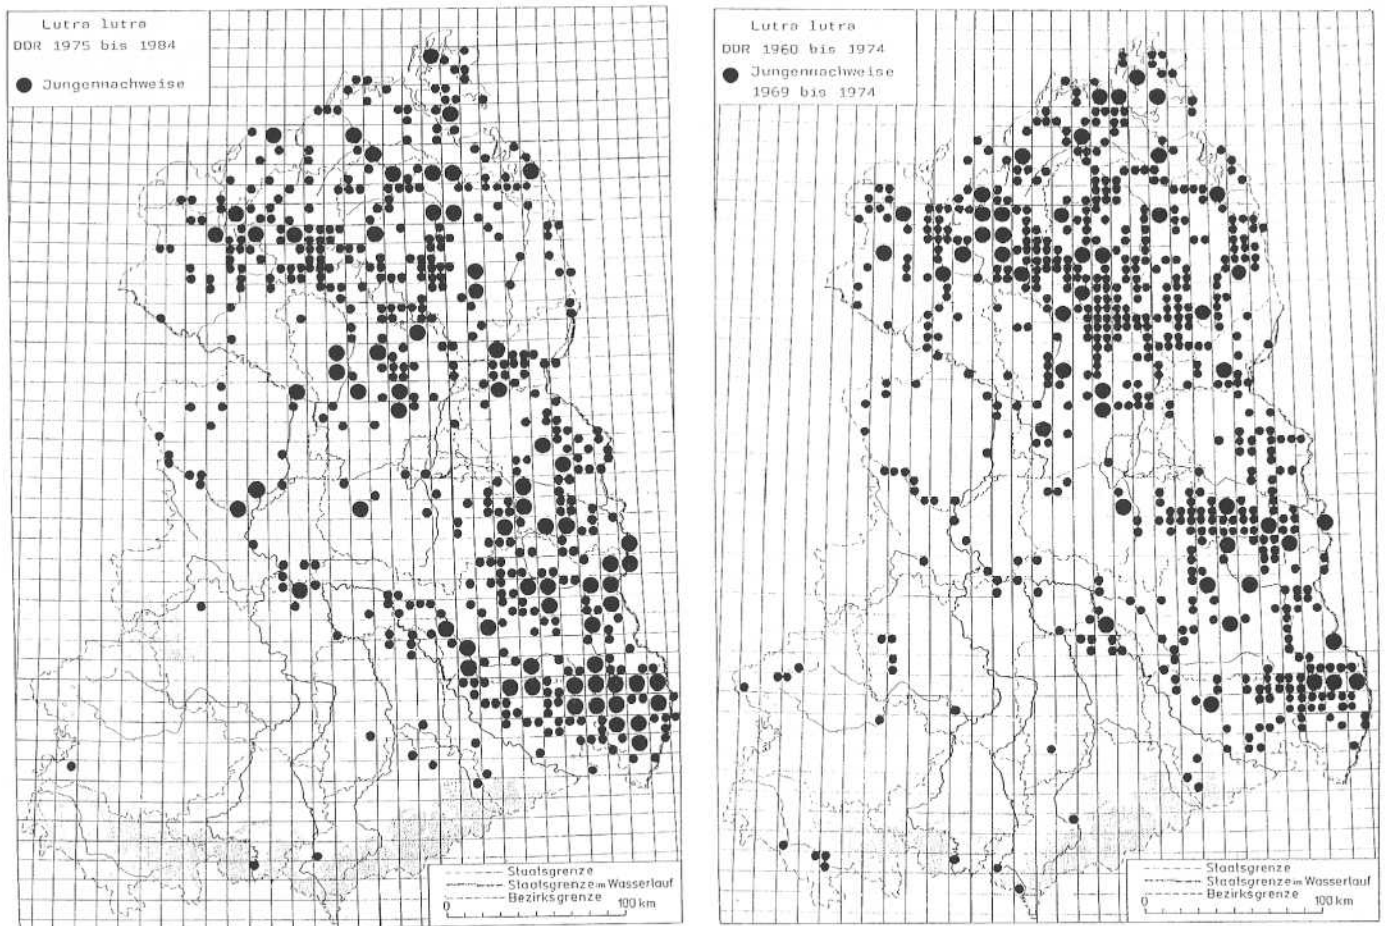 Lutra lutra
DDR 1975 bis 1984
Jungennachweise
Staatsgrenze
Staatsgrenze im Wasserlauf
Bezirksgrenze
0 100 km
Lutra lutra
DDR 1960 bis 1974
Jungennachweise
1969 bis 1974
Staatsgrenze
Staatsgrenze im Wasserlauf
Bezirksgrenze
0 100 km